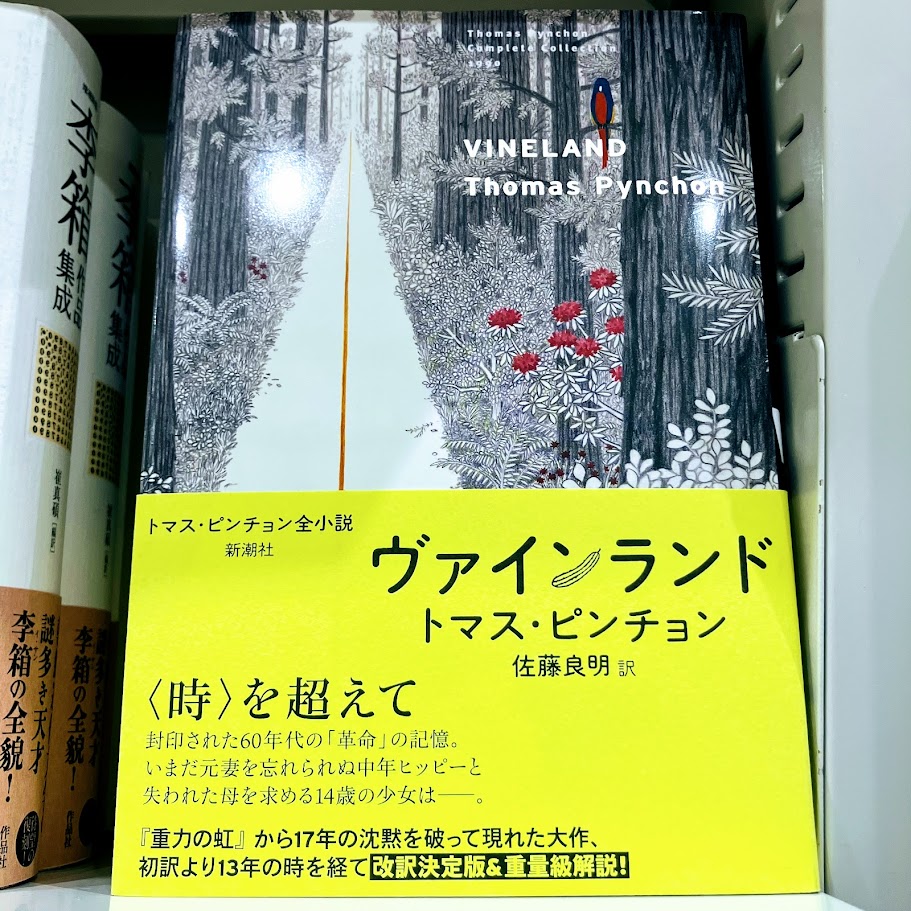 Thomas Pynchon
Complete Collection
1990
VINELAND
Thomas Pynchon
トマス・ピンチョン全小説
新潮社
ヴァインランド
トマス・ピンチョン
佐藤良明 訳
〈時〉を超えて
封印された60年代の「革命」の記憶。
いまだ元妻を忘れられぬ中年ヒッピーと
失われた母を求める14歳の少女は──。
『重力の虹』から17年の沈黙を破って現れた大作、
初訳より13年の時を経て改訳決定版&重量級解説!
李箱作品集成
崔真碩[編訳]
謎多き天才
李箱の全貌!
作品社
李箱
集成
李箱の全貌!